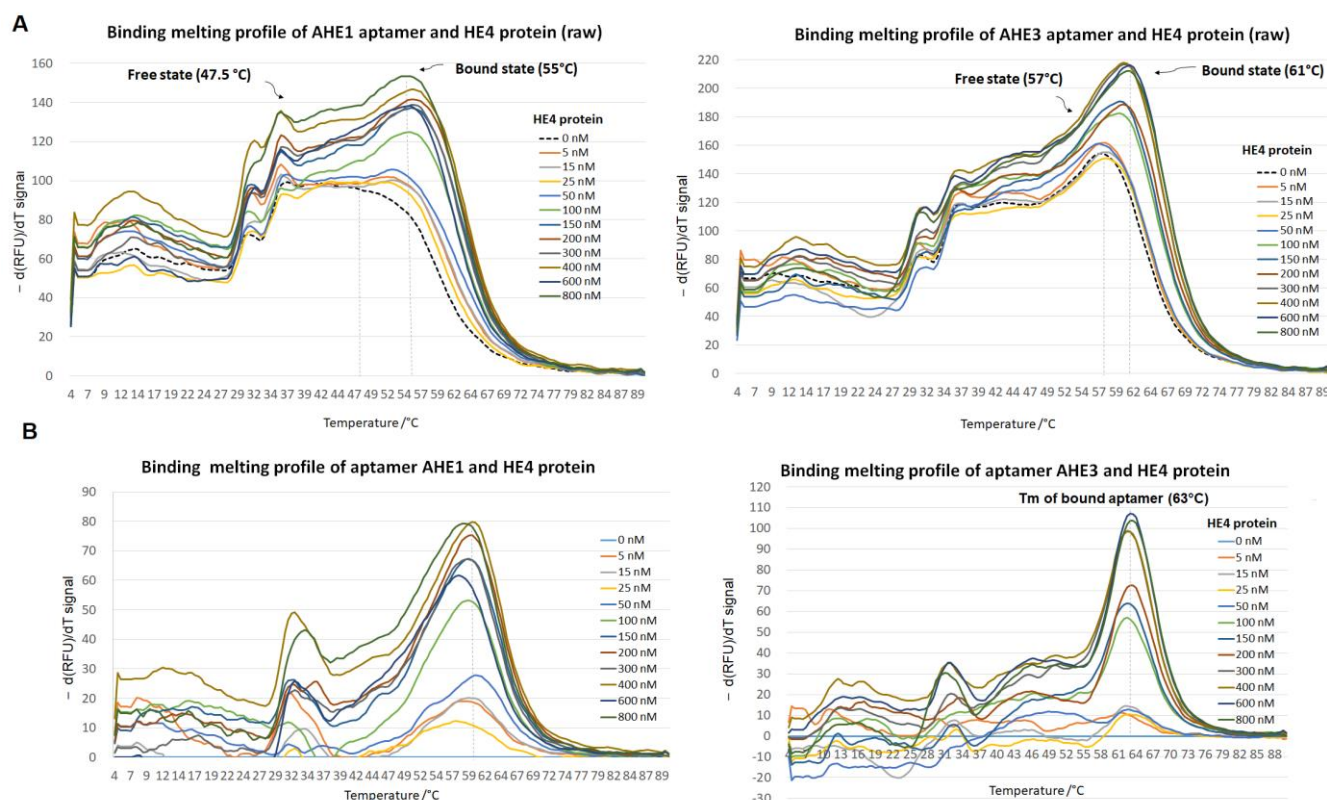 A
Binding melting profile of AHE1 aptamer and HE4 protein (raw)
160
140
120
100
80
60
40
20
0
− d(RFU)/dT signal
Free state (47.5 °C)
Bound state (55°C)
HE4 protein
0 nM
5 nM
15 nM
25 nM
50 nM
100 nM
150 nM
200 nM
300 nM
400 nM
600 nM
800 nM
4 7 9 12 14 17 19 22 24 27 29 32 34 37 39 42 44 47 49 52 54 57 59 62 64 67 69 72 74 77 79 82 84 87 89
Temperature /°C
Binding melting profile of AHE3 aptamer and HE4 protein (raw)
220
200
180
160
140
120
100
80
60
40
20
0
− d(RFU)/dT signal
Free state (57°C)
Bound state (61°C)
HE4 protein
0 nM
5 nM
15 nM
25 nM
50 nM
100 nM
150 nM
200 nM
300 nM
400 nM
600 nM
800 nM
4 7 9 12 14 17 19 22 24 27 29 32 34 37 39 42 44 47 49 52 54 57 59 62 64 67 69 72 74 77 79 82 84 87 89
Temperature /°C
B
Binding melting profile of aptamer AHE1 and HE4 protein
90
80
70
60
50
40
30
20
10
0
− d(RFU)/dT signal
0 nM
5 nM
15 nM
25 nM
50 nM
100 nM
150 nM
200 nM
300 nM
400 nM
600 nM
800 nM
4 7 9 12 14 17 19 22 24 27 29 32 34 37 39 42 44 47 49 52 54 57 59 62 64 67 69 72 74 77 79 82 84 87 89
Temperature/°C
Binding melting profile of aptamer AHE3 and HE4 protein
120
110
100
90
80
70
60
50
40
30
20
10
0
-10
-20
-30
− d(RFU)/dT signal
Tm of bound aptamer (63°C)
HE4 protein
0 nM
5 nM
15 nM
25 nM
50 nM
100 nM
150 nM
200 nM
300 nM
400 nM
600 nM
800 nM
4 7 10 13 16 19 22 25 28 31 34 37 40 43 46 49 52 55 58 61 64 67 70 73 76 79 82 85 88
Temperature/°C